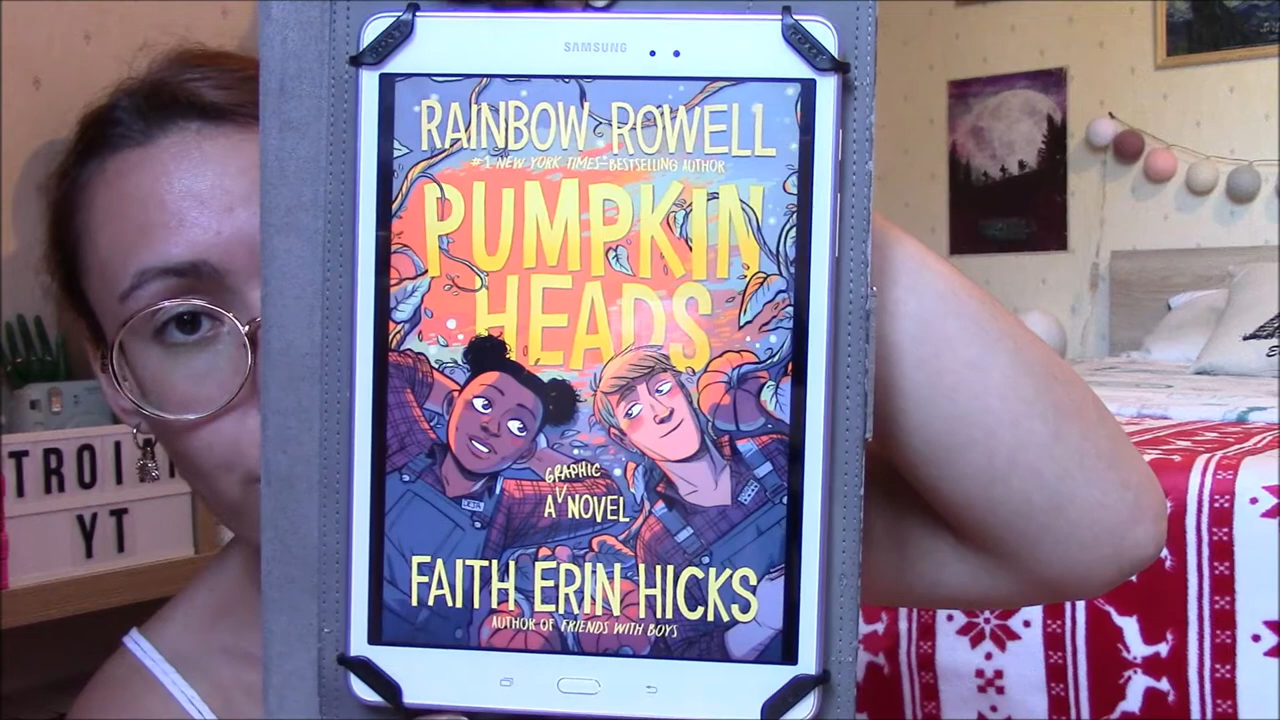 SAMSUNG
RAINBOW ROWELL
#1 NEW YORK TIMES-BESTSELLING AUTHOR
PUMPKIN
HEADS
A GRAPHIC NOVEL
FAITH ERIN HICKS
AUTHOR OF FRIENDS WITH BOYS
TROI
YT